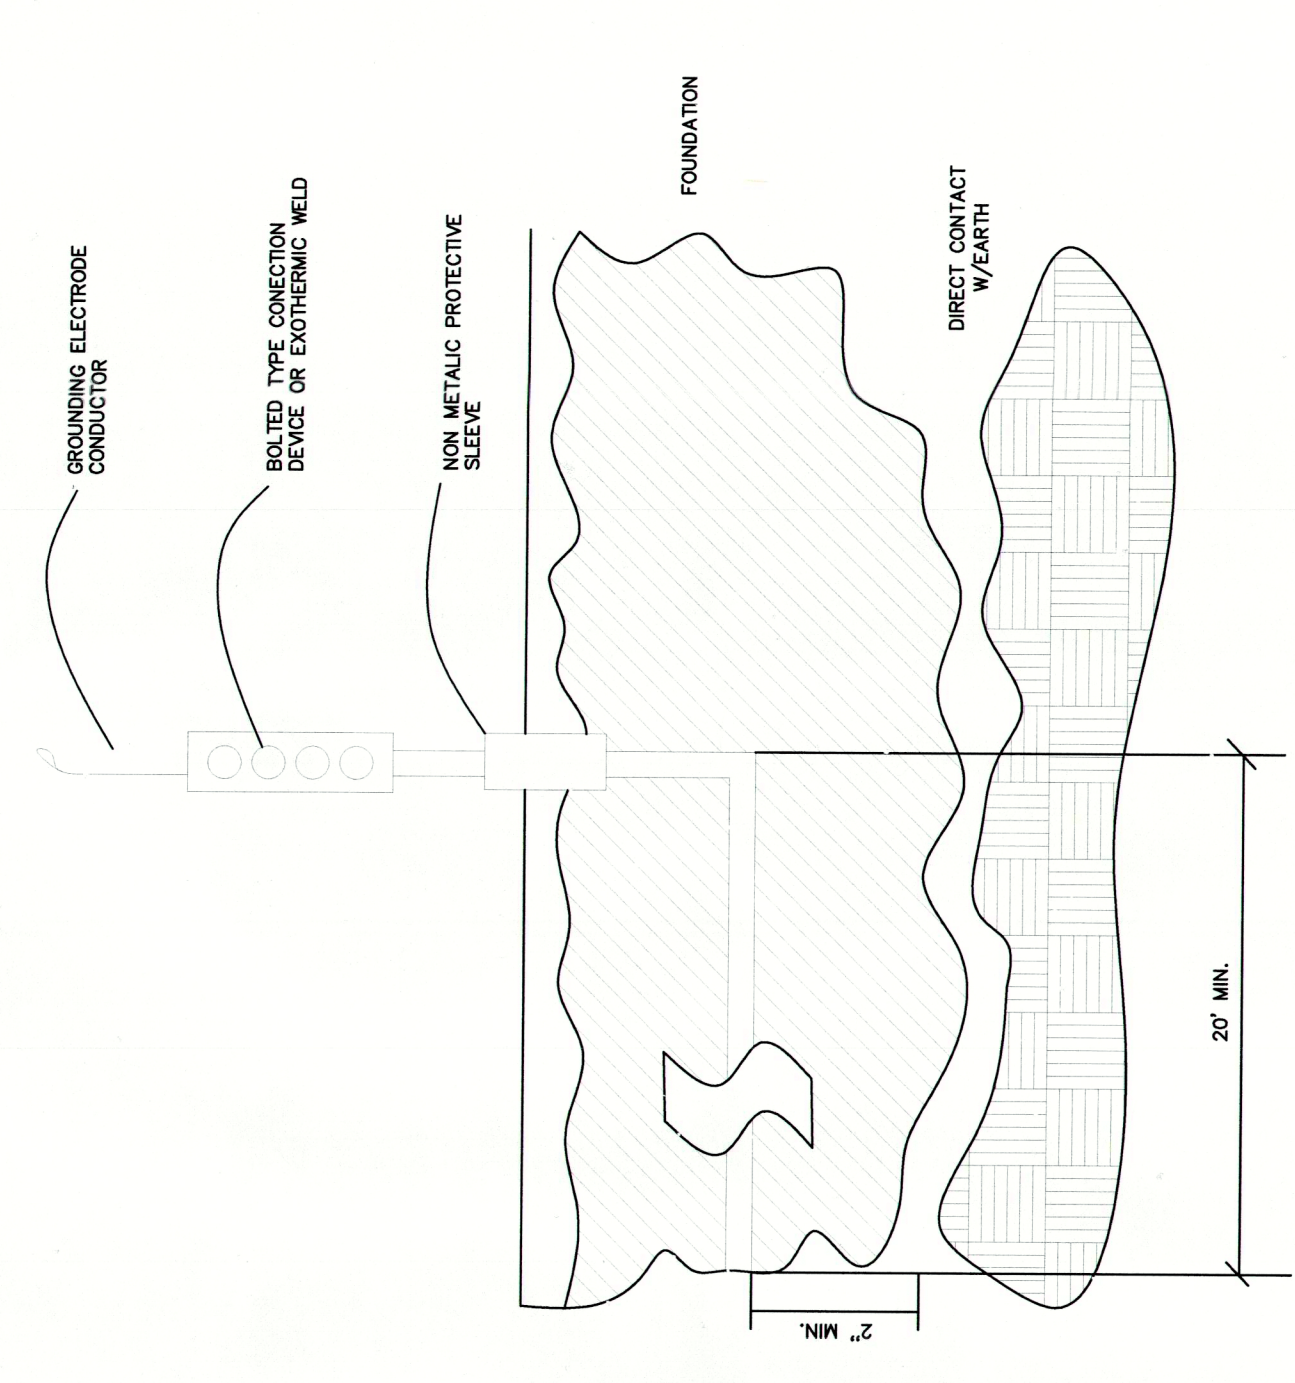 GROUNDING ELECTRODE
CONDUCTOR
BOLTED TYPE CONECTION
DEVICE OR EXOTHERMIC WELD
NON METALIC PROTECTIVE
SLEEVE
FOUNDATION
DIRECT CONTACT
W/EARTH
20' MIN.
2" MIN.